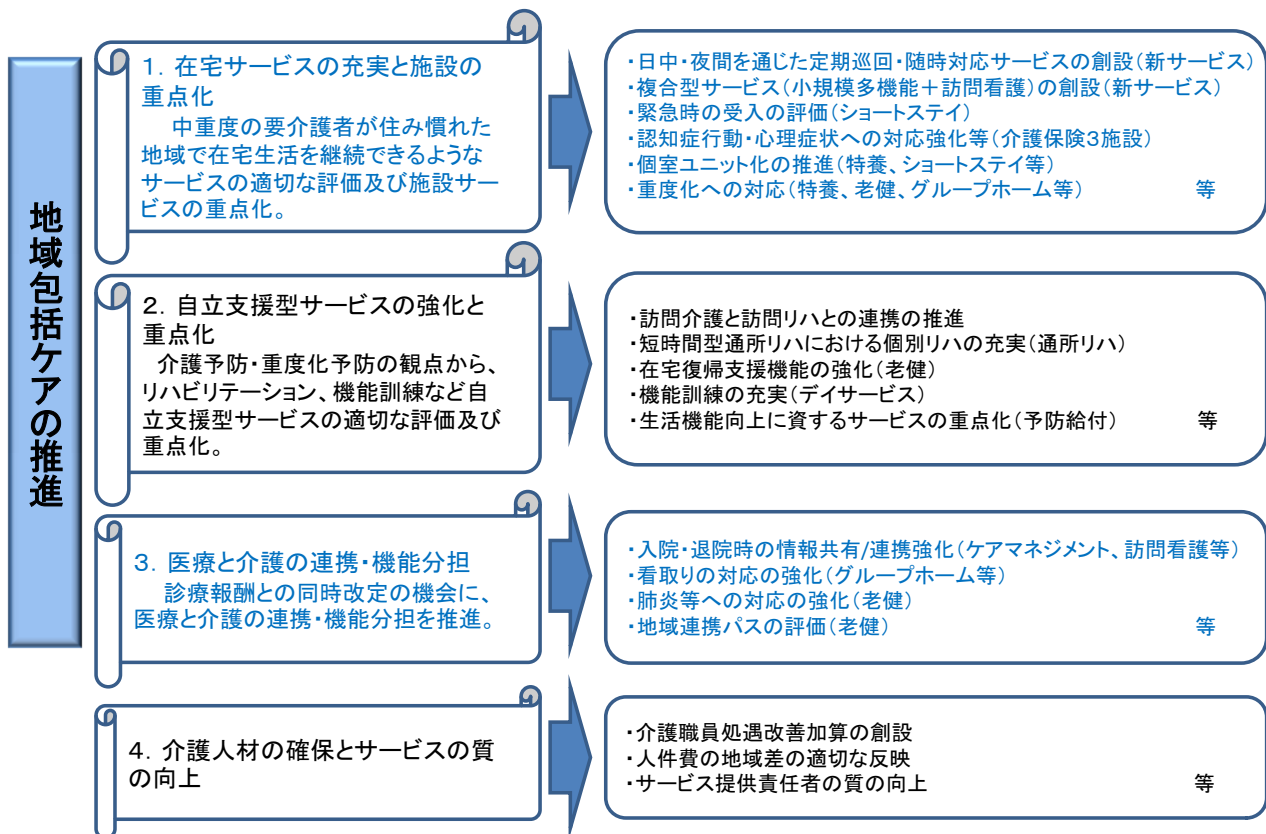 地域包括ケアの推進
1．在宅サービスの充実と施設の
重点化
中重度の要介護者が住み慣れた
地域で在宅生活を継続できるような
サービスの適切な評価及び施設サー
ビスの重点化。
・日中・夜間を通じた定期巡回・随時対応サービスの創設（新サービス）
・複合型サービス（小規模多機能＋訪問看護）の創設（新サービス）
・緊急時の受入の評価（ショートステイ）
・認知症行動・心理症状への対応強化等（介護保険3施設）
・個室ユニット化の推進（特養、ショートステイ等）
・重度化への対応（特養、老健、グループホーム等） 等
2．自立支援型サービスの強化と
重点化
介護予防・重度化予防の観点から、
リハビリテーション、機能訓練など自
立支援型サービスの適切な評価及び
重点化。
・訪問介護と訪問リハとの連携の推進
・短時間型通所リハにおける個別リハの充実（通所リハ）
・在宅復帰支援機能の強化（老健）
・機能訓練の充実（デイサービス）
・生活機能向上に資するサービスの重点化（予防給付） 等
3．医療と介護の連携・機能分担
診療報酬との同時改定の機会に、
医療と介護の連携・機能分担を推進。
・入院・退院時の情報共有/連携強化（ケアマネジメント、訪問看護等）
・看取りの対応の強化（グループホーム等）
・肺炎等への対応の強化（老健）
・地域連携パスの評価（老健） 等
4．介護人材の確保とサービスの質
の向上
・介護職員処遇改善加算の創設
・人件費の地域差の適切な反映
・サービス提供責任者の質の向上 等